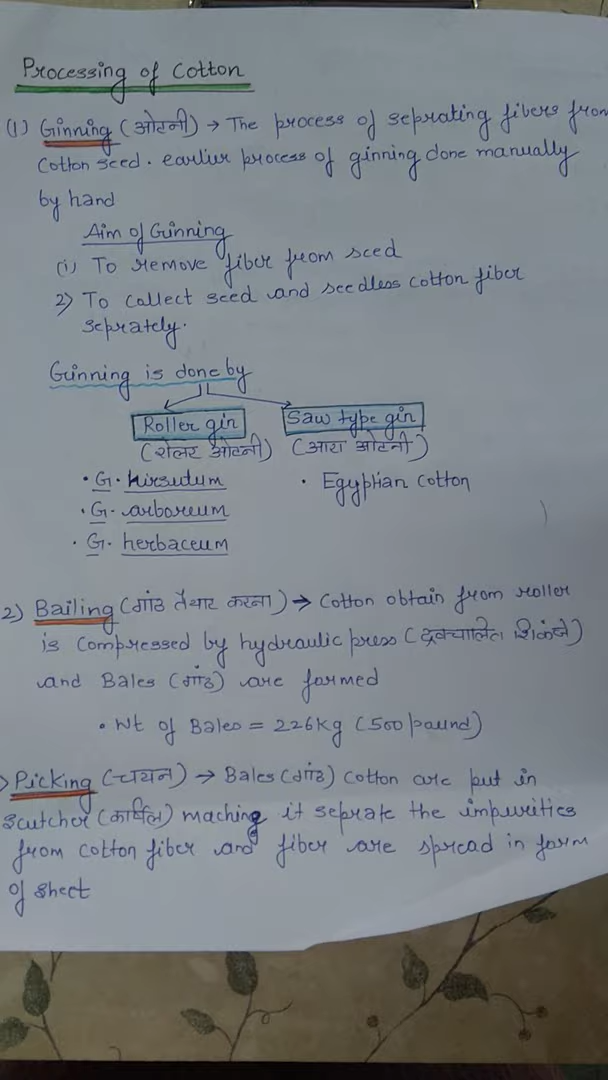 Processing of Cotton
(1) Ginning (ओटनी) → The process of seprating fibers from
Cotton seed. earlier process of ginning done manually
by hand
Aim of Ginning
(i) To remove fiber from seed
2) To collect seed and seedless cotton fiber
seprately.
Ginning is done by
Roller gin Saw type gin
(रोलर ओटनी) (आरा ओटनी)
• G. hirsutum • Egyptian cotton
• G. arboreum
• G. herbaceum
2) Bailing (गांठ तैयार करना) → Cotton obtain from roller
is compressed by hydraulic press (द्रवचालित शिकंजे)
and Bales (गांठ) are formed
• Wt of Bales = 226Kg (500 paund)
Picking (चयन) → Bales (गांठ) Cotton are put in
scutcher maching it seprate the impurities
from cotton fiber and fiber are spread in form
of sheet